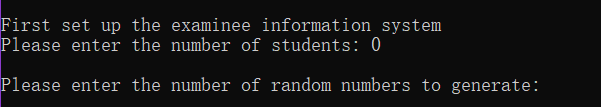 First set up the examinee information system
Please enter the number of students: 0
Please enter the number of random numbers to generate: